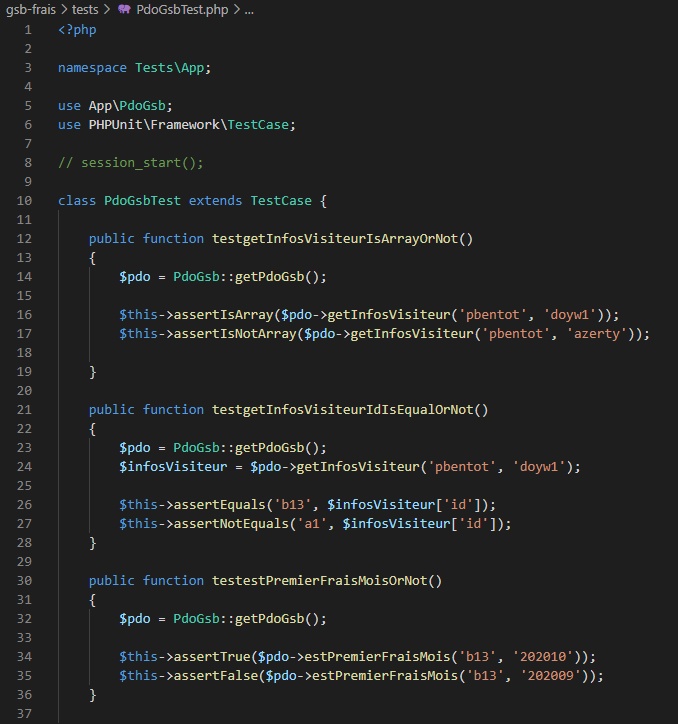 gsb-frais > tests > PdoGsbTest.php > ...
1 <?php
2
3 namespace Tests\App;
4
5 use App\PdoGsb;
6 use PHPUnit\Framework\TestCase;
7
8 // session_start();
9
10 class PdoGsbTest extends TestCase {
11
12     public function testgetInfosVisiteurIsArrayOrNot()
13     {
14         $pdo = PdoGsb::getPdoGsb();
15
16         $this->assertIsArray($pdo->getInfosVisiteur('pbentot', 'doyw1'));
17         $this->assertIsNotArray($pdo->getInfosVisiteur('pbentot', 'azerty'));
18
19     }
20
21     public function testgetInfosVisiteurIdIsEqualOrNot()
22     {
23         $pdo = PdoGsb::getPdoGsb();
24         $infosVisiteur = $pdo->getInfosVisiteur('pbentot', 'doyw1');
25
26         $this->assertEquals('b13', $infosVisiteur['id']);
27         $this->assertNotEquals('a1', $infosVisiteur['id']);
28     }
29
30     public function testestPremierFraisMoisOrNot()
31     {
32         $pdo = PdoGsb::getPdoGsb();
33
34         $this->assertTrue($pdo->estPremierFraisMois('b13', '202010'));
35         $this->assertFalse($pdo->estPremierFraisMois('b13', '202009'));
36     }
37